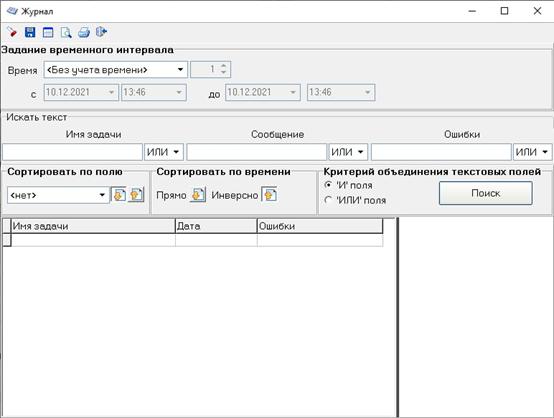 Журнал
Задание временного интервала
Время <Без учета времени> 1
с 10.12.2021 13:46 до 10.12.2021 13:46
Искать текст
Имя задачи Сообщение Ошибки
ИЛИ ИЛИ ИЛИ
Сортировать по полю Сортировать по времени Критерий объединения текстовых полей
<нет> Прямо Инверсно 'И' поля Поиск
'ИЛИ' поля
Имя задачи Дата Ошибки